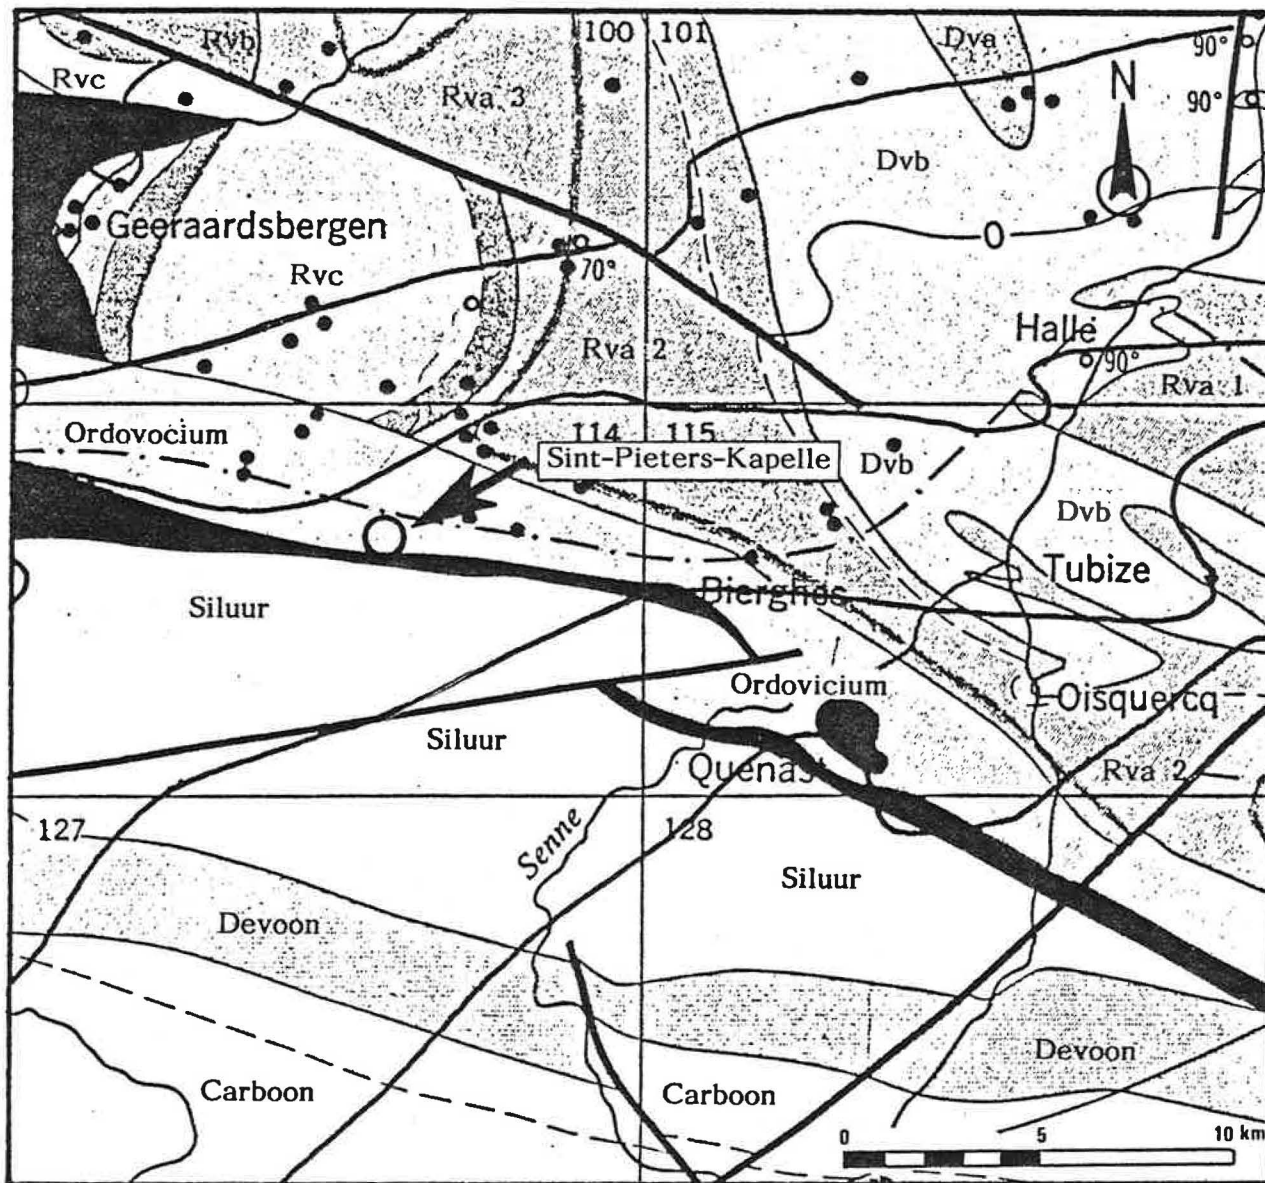 Rvb
100
101
Dva
90°
Rvc
Rva 3
N
90°
Dvb
Geeraardsbergen
0
Rvc
70°
Halle
Rva 2
90°
Rva 1
Ordovocium
114
115
Sint-Pieters-Kapelle
Dvb
Dvb
Tubize
Bierghes
Siluur
Ordovicium
Oisquercq
Siluur
Quenast
Rva 2
127
Senne
128
Siluur
Devoon
Devoon
Carboon
Carboon
0 5 10 km